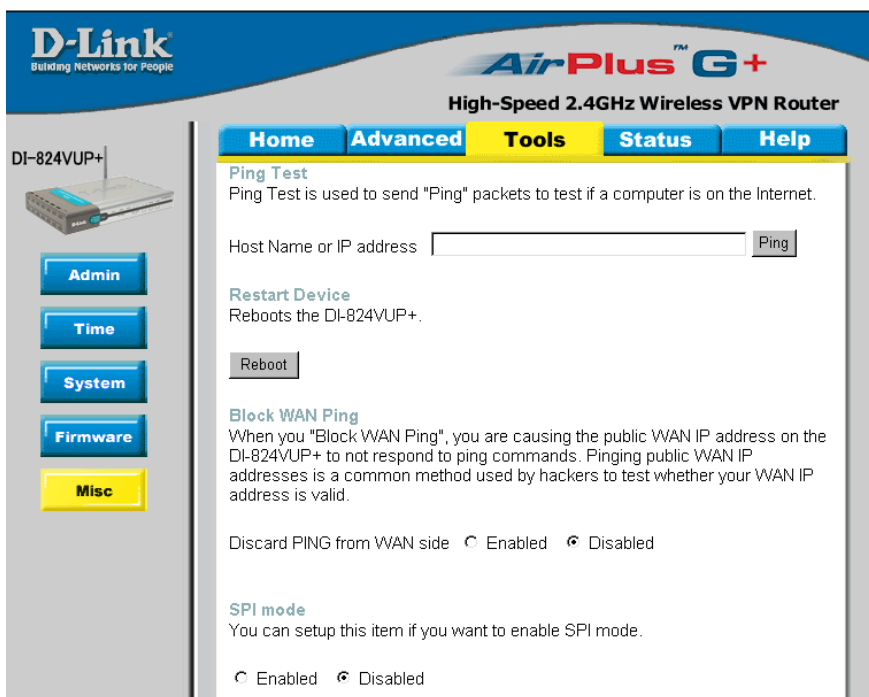 D-Link
Building Networks for People
AirPlus G+
TM
High-Speed 2.4GHz Wireless VPN Router
DI-824VUP+
Home Advanced Tools Status Help
Admin
Time
System
Firmware
Misc
Ping Test
Ping Test is used to send "Ping" packets to test if a computer is on the Internet.
Host Name or IP address Ping
Restart Device
Reboots the DI-824VUP+.
Reboot
Block WAN Ping
When you "Block WAN Ping", you are causing the public WAN IP address on the
DI-824VUP+ to not respond to ping commands. Pinging public WAN IP
addresses is a common method used by hackers to test whether your WAN IP
address is valid.
Discard PING from WAN side Enabled Disabled
SPI mode
You can setup this item if you want to enable SPI mode.
Enabled Disabled